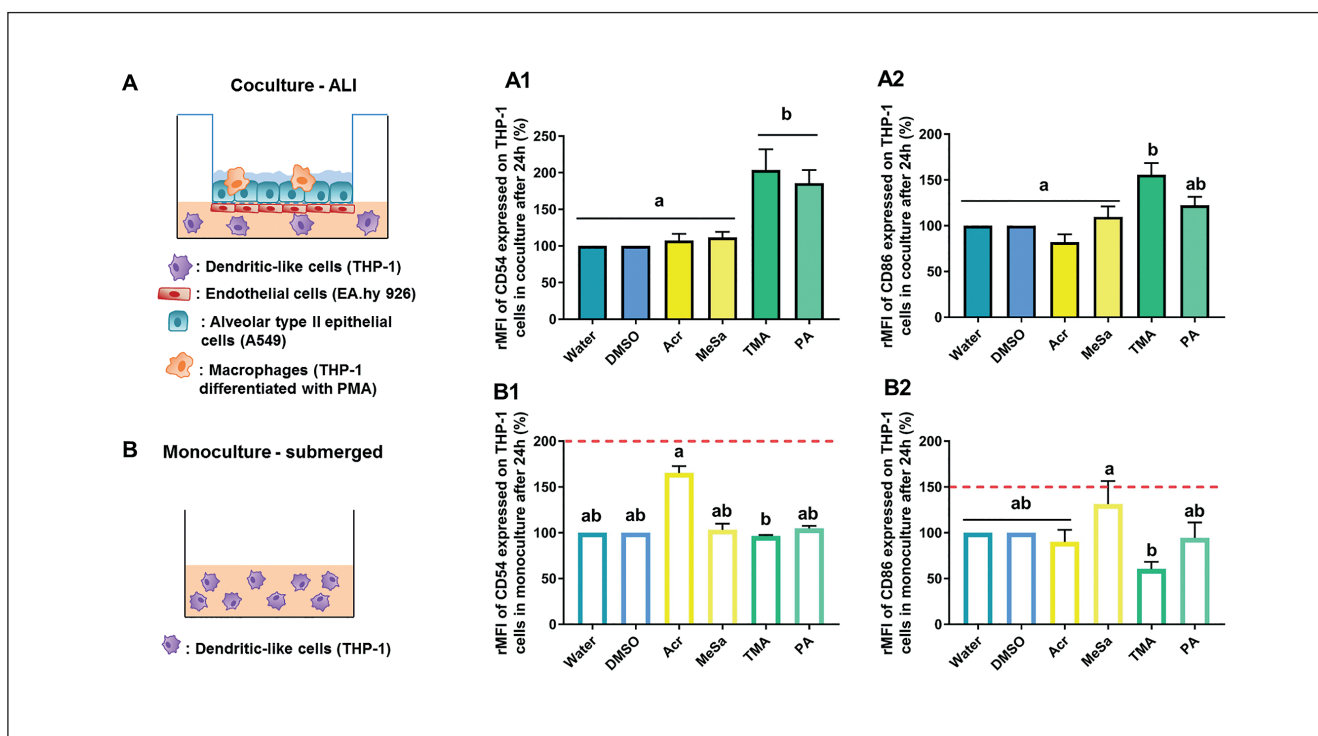 A
Coculture - ALI
: Dendritic-like cells (THP-1)
: Endothelial cells (EA.hy 926)
: Alveolar type II epithelial
cells (A549)
: Macrophages (THP-1
differentiated with PMA)
A1
rMFI of CD54 expressed on THP-1
cells in coculture after 24h (%)
250
200
150
100
50
0
a
b
Water
DMSO
Acr
MeSa
TMA
PA
A2
rMFI of CD86 expressed on THP-1
cells in coculture after 24h (%)
200
150
100
50
0
a
b
ab
Water
DMSO
Acr
MeSa
TMA
PA
B
Monoculture - submerged
: Dendritic-like cells (THP-1)
B1
rMFI of CD54 expressed on THP-1
cells in monoculture after 24h (%)
200
150
100
50
0
ab
ab
a
ab
b
ab
Water
DMSO
Acr
MeSa
TMA
PA
B2
rMFI of CD86 expressed on THP-1
cells in monoculture after 24h (%)
200
150
100
50
0
ab
a
b
ab
Water
DMSO
Acr
MeSa
TMA
PA